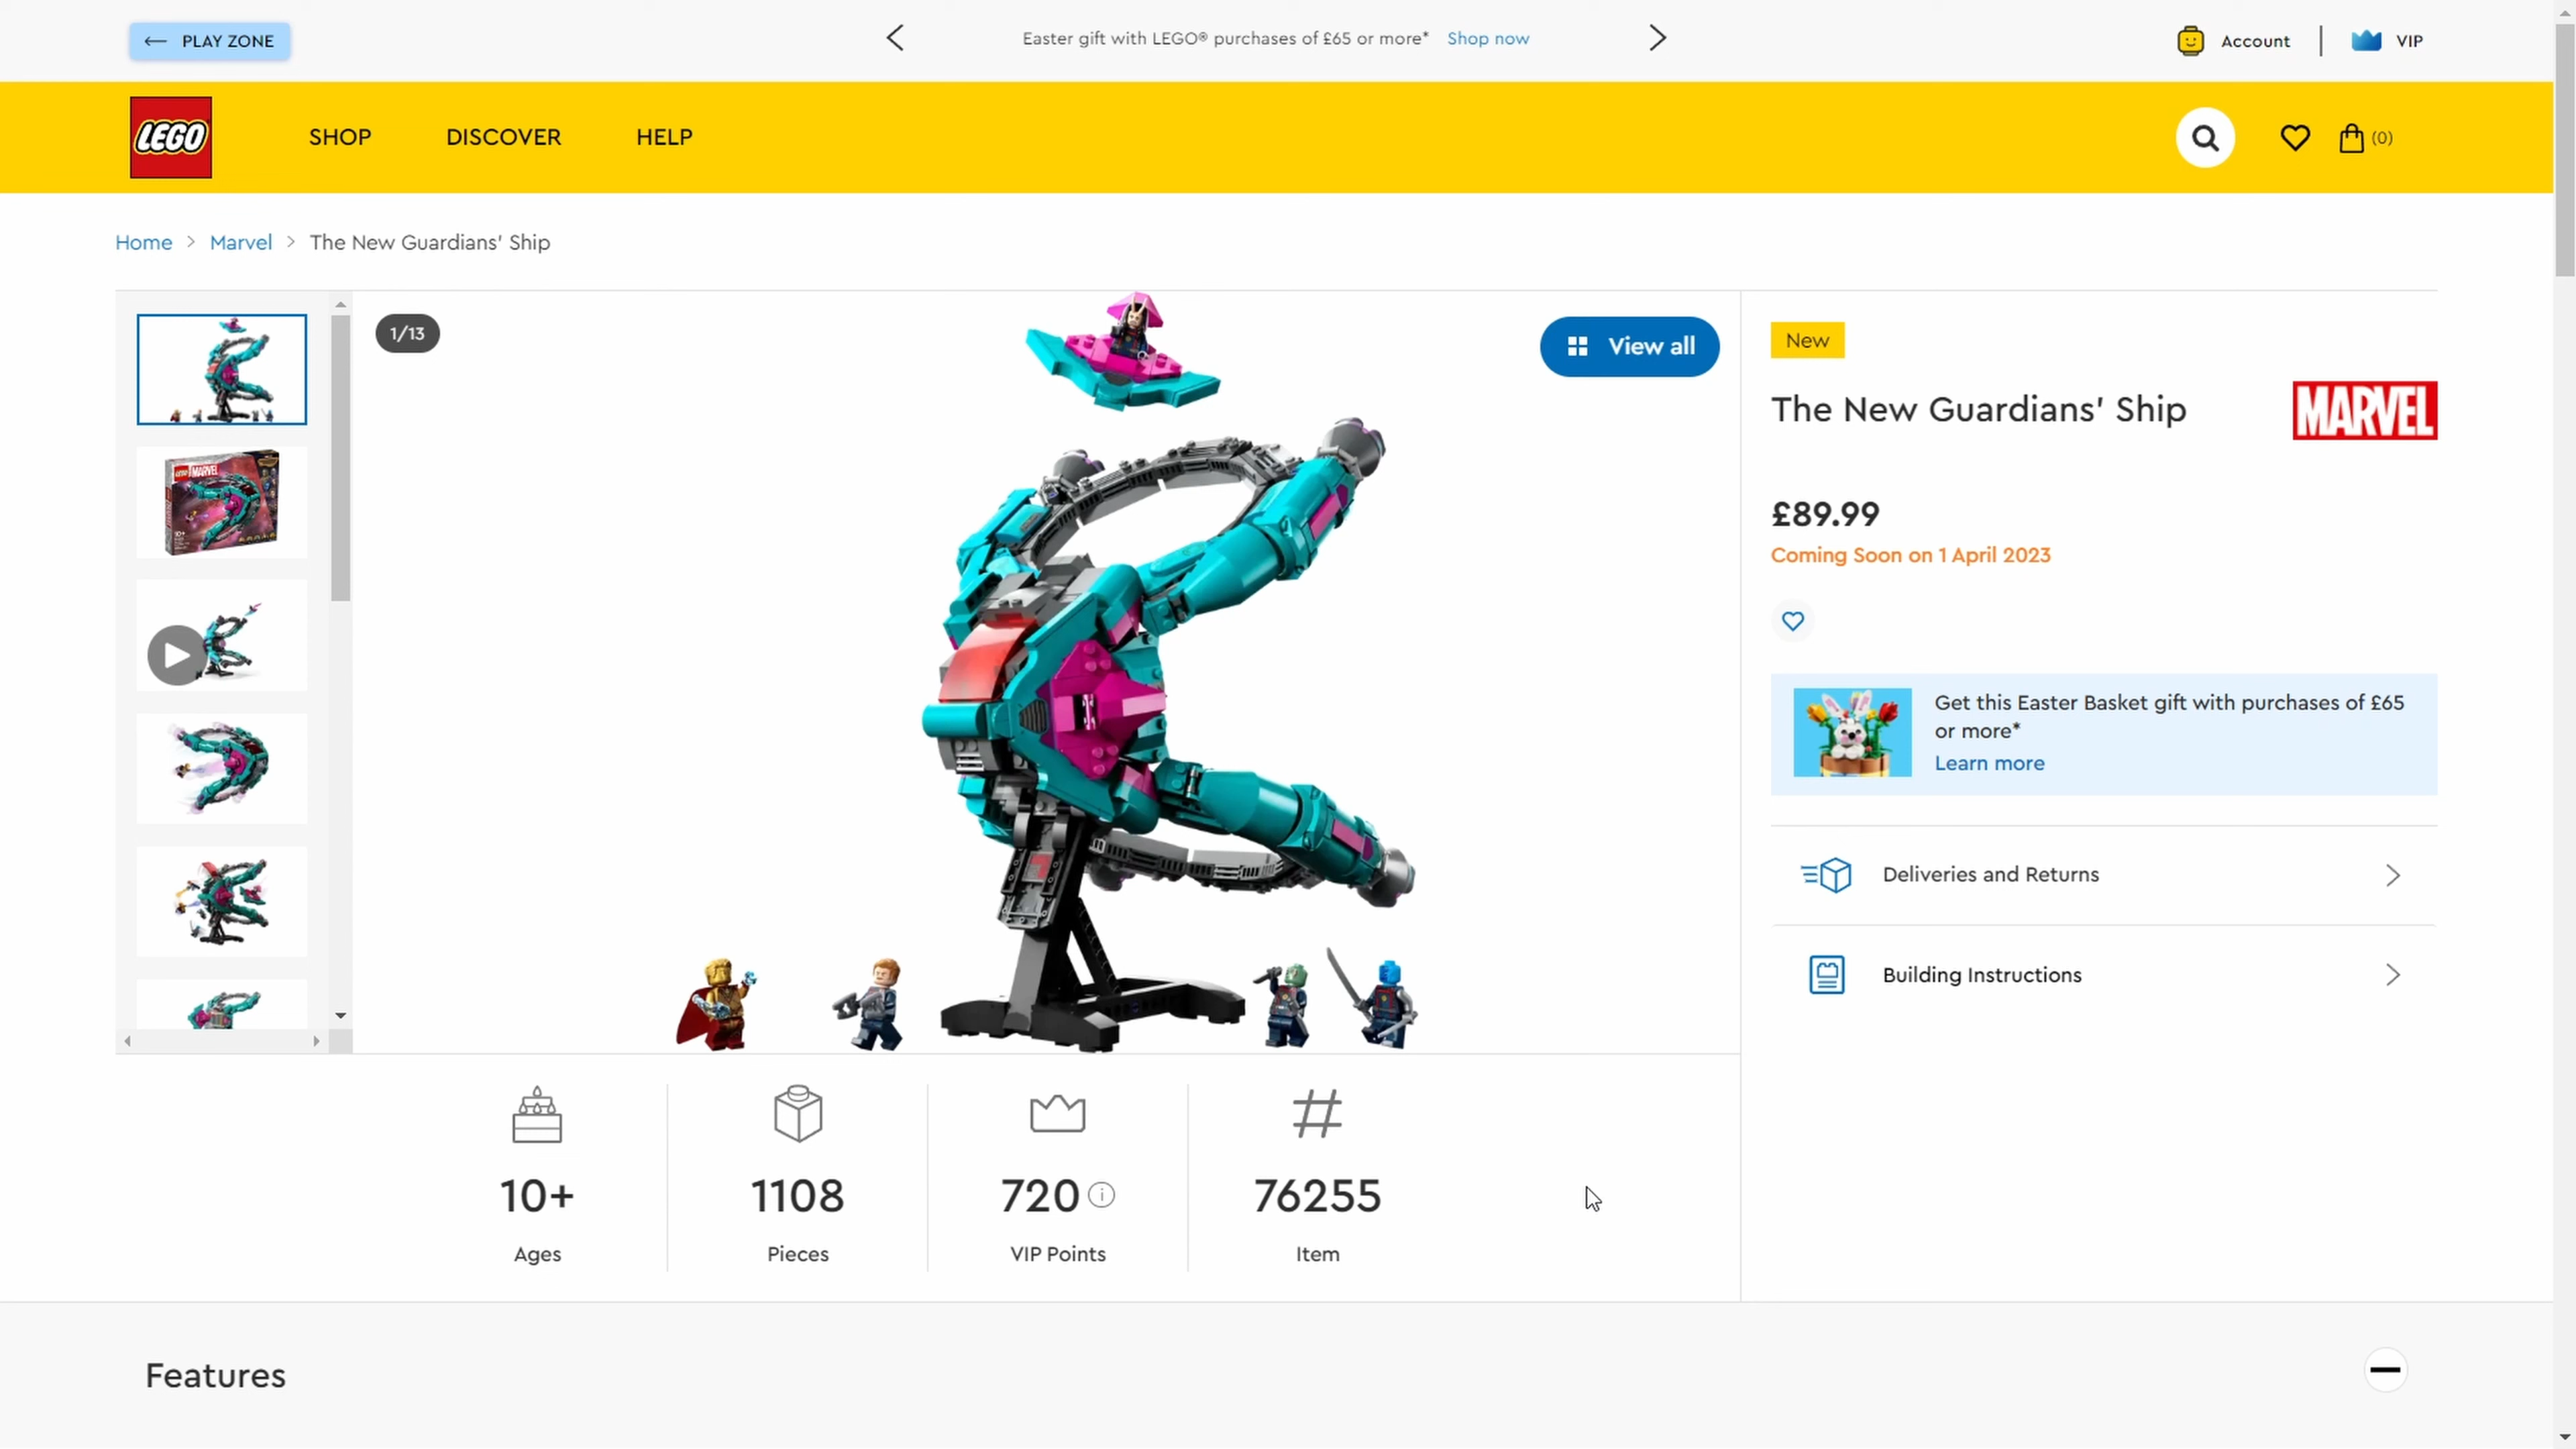 PLAY ZONE
Easter gift with LEGO® purchases of £65 or more* Shop now
Account
VIP
LEGO
SHOP
DISCOVER
HELP
(0)
Home > Marvel > The New Guardians' Ship
1/13
View all
New
The New Guardians' Ship
MARVEL
£89.99
Coming Soon on 1 April 2023
Get this Easter Basket gift with purchases of £65
or more*
Learn more
Deliveries and Returns
Building Instructions
10+
Ages
1108
Pieces
720
VIP Points
76255
Item
Features